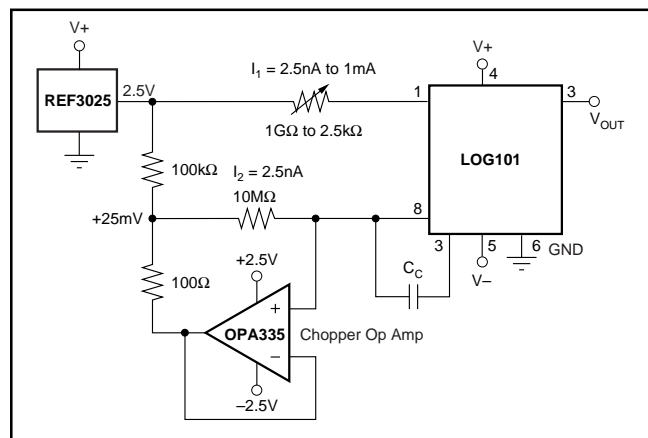 V+
REF3025
2.5V
I1 = 2.5nA to 1mA
1GΩ to 2.5kΩ
V+
4
1
3
VOUT
LOG101
100kΩ
I2 = 2.5nA
10MΩ
+25mV
8
3
5
6
GND
V–
CC
100Ω
+2.5V
+
OPA335
Chopper Op Amp
–
–2.5V